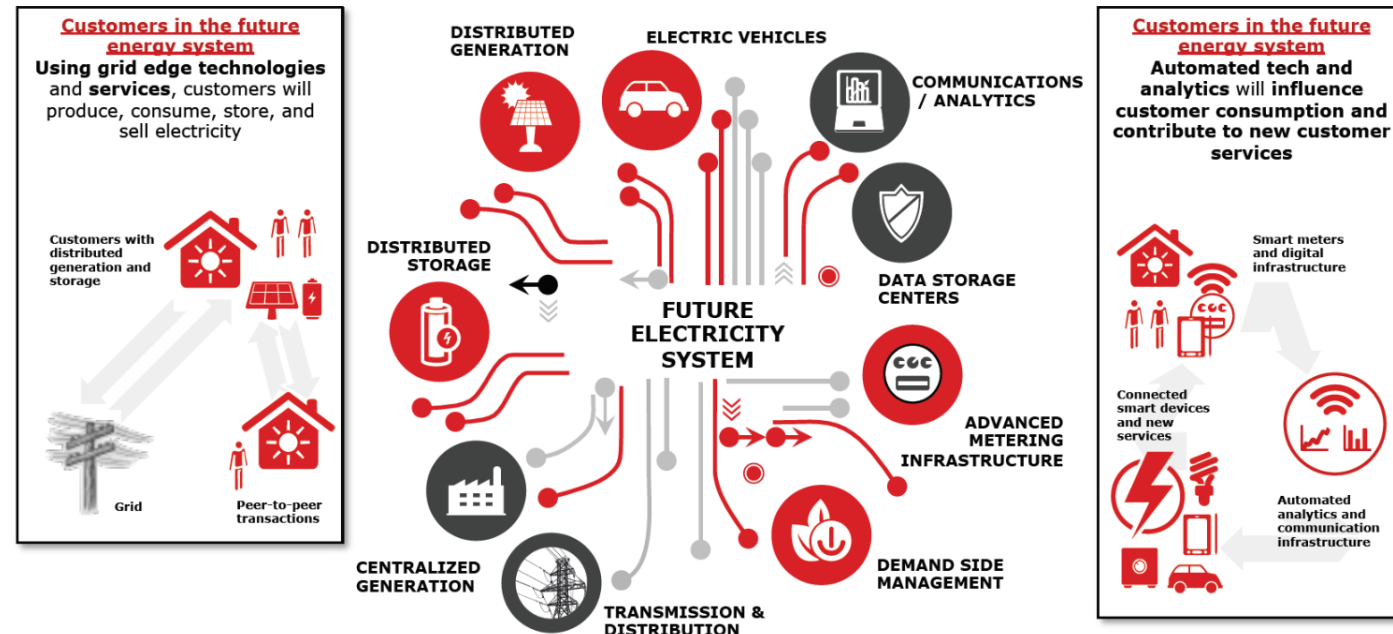 Customers in the future
energy system
Using grid edge technologies
and services, customers will
produce, consume, store, and
sell electricity
Customers with
distributed
generation and
storage
Grid
Peer-to-peer
transactions
DISTRIBUTED
GENERATION
ELECTRIC VEHICLES
COMMUNICATIONS
/ ANALYTICS
DISTRIBUTED
STORAGE
DATA STORAGE
CENTERS
FUTURE
ELECTRICITY
SYSTEM
ADVANCED
METERING
INFRASTRUCTURE
CENTRALIZED
GENERATION
DEMAND SIDE
MANAGEMENT
TRANSMISSION &
DISTRIBUTION
Customers in the future
energy system
Automated tech and
analytics will influence
customer consumption and
contribute to new customer
services
Smart meters
and digital
infrastructure
Connected
smart devices
and new
services
Automated
analytics and
communication
infrastructure